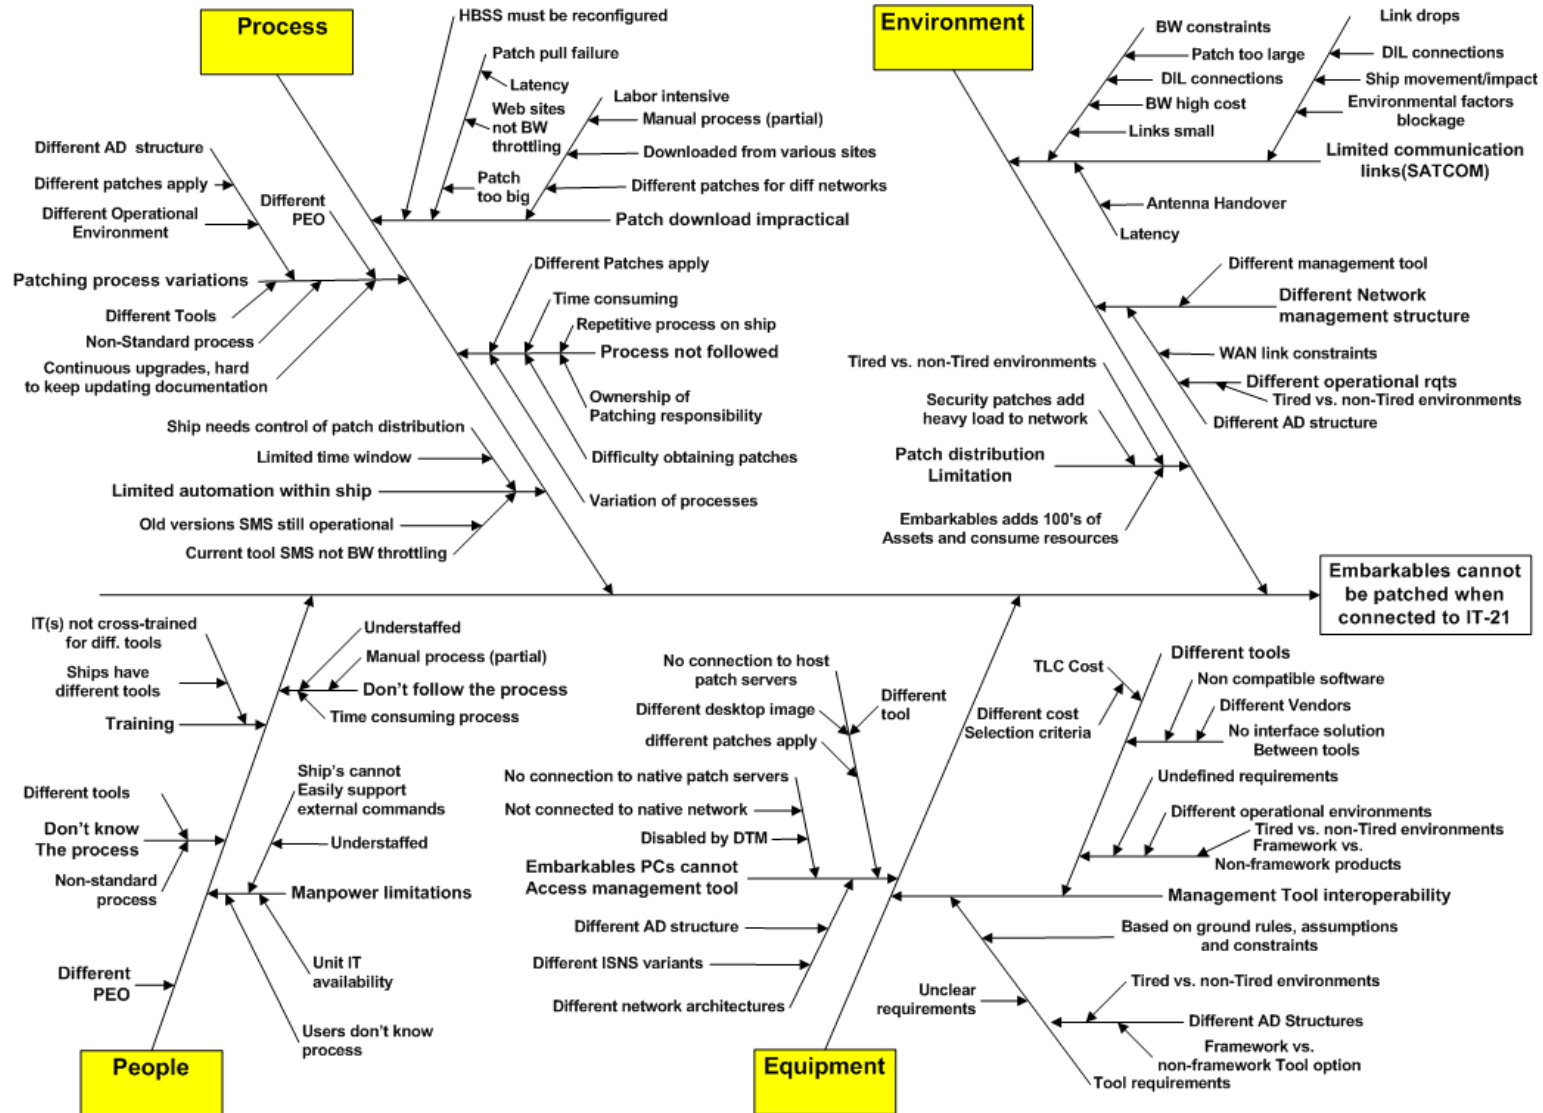 Process
HBSS must be reconfigured
Patch pull failure
Latency
Web sites
not BW
throttling
Patch
too big
Labor intensive
Manual process (partial)
Downloaded from various sites
Different patches for diff networks
Patch download impractical
Different AD structure
Different patches apply
Different Operational
Environment
Different
PEO
Patching process variations
Different Tools
Non-Standard process
Continuous upgrades, hard
to keep updating documentation
Different Patches apply
Time consuming
Repetitive process on ship
Process not followed
Ownership of
Patching responsibility
Difficulty obtaining patches
Variation of processes
Ship needs control of patch distribution
Limited time window
Limited automation within ship
Old versions SMS still operational
Current tool SMS not BW throttling
Environment
BW constraints
Patch too large
DIL connections
BW high cost
Links small
Link drops
DIL connections
Ship movement/impact
Environmental factors
blockage
Limited communication
links(SATCOM)
Antenna Handover
Latency
Different management tool
Different Network
management structure
WAN link constraints
Different operational rqts
Tired vs. non-Tired environments
Different AD structure
Tired vs. non-Tired environments
Security patches add
heavy load to network
Patch distribution
Limitation
Embarkables adds 100's of
Assets and consume resources
Embarkables cannot
be patched when
connected to IT-21
IT(s) not cross-trained
for diff. tools
Ships have
different tools
Training
Understaffed
Manual process (partial)
Don't follow the process
Time consuming process
Different tools
Don't know
The process
Non-standard
process
Ship's cannot
Easily support
external commands
Understaffed
Manpower limitations
Unit IT
availability
Users don't know
process
Different
PEO
People
No connection to host
patch servers
Different
tool
Different desktop image
different patches apply
No connection to native patch servers
Not connected to native network
Disabled by DTM
Embarkables PCs cannot
Access management tool
Different AD structure
Different ISNS variants
Different network architectures
Equipment
Different tools
TLC Cost
Different cost
Selection criteria
Non compatible software
Different Vendors
No interface solution
Between tools
Undefined requirements
Different operational environments
Tired vs. non-Tired environments
Framework vs.
Non-framework products
Management Tool interoperability
Based on ground rules, assumptions
and constraints
Unclear
requirements
Tired vs. non-Tired environments
Different AD Structures
Framework vs.
non-framework Tool option
Tool requirements